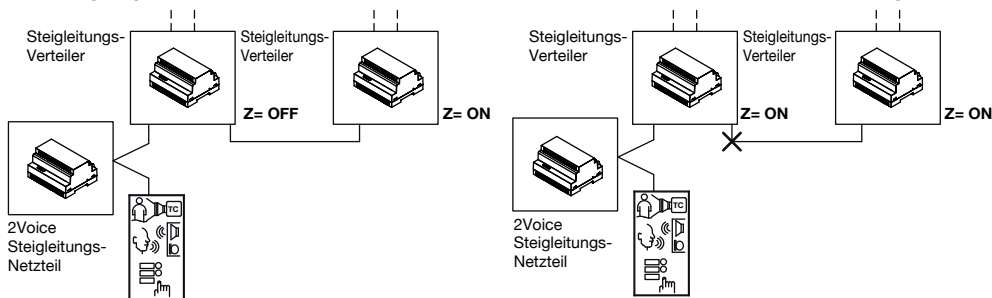 Steigleitungs-
Verteiler
Steigleitungs-
Verteiler
Z= OFF
Z= ON
2Voice
Steigleitungs-
Netzteil
TC
Steigleitungs-
Verteiler
Steigleitungs-
Verteiler
Z= ON
Z= ON
2Voice
Steigleitungs-
Netzteil
TC